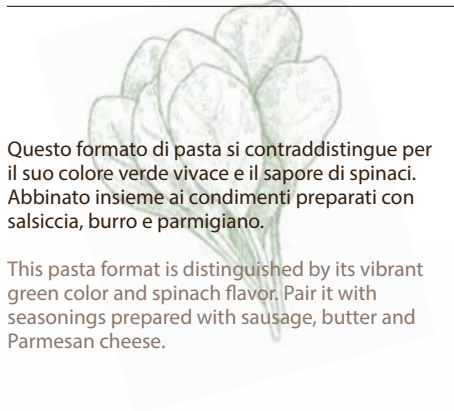 Questo formato di pasta si contraddistingue per
il suo colore verde vivace e il sapore di spinaci.
Abbinato insieme ai condimenti preparati con
salsiccia, burro e parmigiano.
This pasta format is distinguished by its vibrant
green color and spinach flavor. Pair it with
seasonings prepared with sausage, butter and
Parmesan cheese.